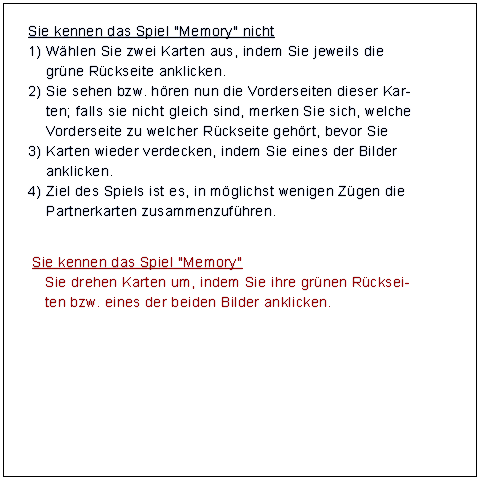 Sie kennen das Spiel "Memory" nicht
1) Wählen Sie zwei Karten aus, indem Sie jeweils die
grüne Rückseite anklicken.
2) Sie sehen bzw. hören nun die Vorderseiten dieser Kar-
ten; falls sie nicht gleich sind, merken Sie sich, welche
Vorderseite zu welcher Rückseite gehört, bevor Sie
3) Karten wieder verdecken, indem Sie eines der Bilder
anklicken.
4) Ziel des Spiels ist es, in möglichst wenigen Zügen die
Partnerkarten zusammenzuführen.
Sie kennen das Spiel "Memory"
Sie drehen Karten um, indem Sie ihre grünen Rücksei-
ten bzw. eines der beiden Bilder anklicken.